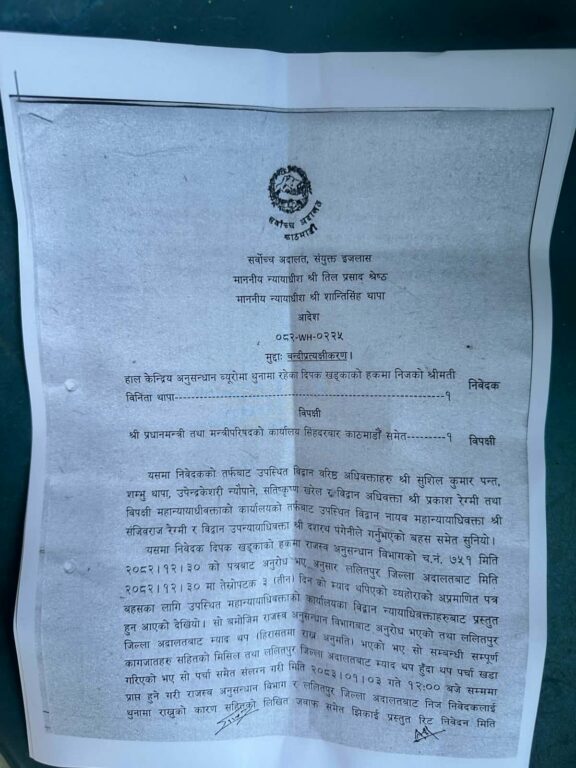 सर्वोच्च अदालत
काठमाडौं
सर्वोच्च अदालत, संयुक्त इजलास
माननीय न्यायाधीश श्री तिल प्रसाद श्रेष्ठ
माननीय न्यायाधीश श्री शान्तिसिंह थापा
आदेश
०८२-WH-०२२५
मुद्दाः बन्दीप्रत्यक्षीकरण।
हाल केन्द्रिय अनुसन्धान ब्यूरोमा थुनामा रहेका दिपक खड्काको हकमा निजको श्रीमती
विनिता थापा---१ निवेदक
विपक्षी
श्री प्रधानमन्त्री तथा मन्त्रीपरिषदको कार्यालय सिंहदरबार काठमाडौं समेत---------१ विपक्षी
यसमा निवेदकको तर्फबाट उपस्थित विद्वान वरिष्ठ अधिवक्ताहरु श्री सुशिल कुमार पन्त,
शम्भु थापा, उपेन्द्रकेशरी न्यौपाने, सतिष्कृष्ण खरेल र विद्वान अधिवक्ता श्री प्रकाश रेग्मी तथा
विपक्षी महान्यायाधीवक्ताको कार्यालयको तर्फबाट उपस्थित विद्वान नायव महान्यायाधिवक्ता श्री
संजिवराज रेग्मी र विद्वान उपन्यायाधिवक्ता श्री दशरथ पंगेनीले गर्नुभएको बहस समेत सुनियो।
यसमा निवेदक दिपक खड्काको हकमा राजस्व अनुसन्धान विभागको च.नं. ७५१ मिति
२०८२।१२।३० को पत्रबाट अनुरोध भए अनुसार ललितपुर जिल्ला अदालतबाट मिति
२०८२।१२।३० मा तेस्रोपटक ३ (तीन) दिन को म्याद थपिएको व्यहोराको अप्रमाणित पत्र
बहसका लागि उपस्थित महान्यायाधिवक्ताको कार्यालयका विद्वान न्यायाधिवक्ताहरुबाट प्रस्तुत
हुन आएको देखियो। सो बमोजिम राजस्व अनुसन्धान विभागबाट अनुरोध भएको तथा ललितपुर
जिल्ला अदालतबाट म्याद थप (हिरासतमा राख्न अनुमति) भएको भए सो सम्बन्धी सम्पूर्ण
कागजातहरु सहितको मिसिल तथा ललितपुर जिल्ला अदालतबाट म्याद थप हुँदा थप पर्चा खडा
गरिएको भए सो पर्चा समेत संलग्न गरी मिति २०८३।०१।०३ गते १२:०० बजे सम्ममा
प्राप्त हुने गरी राजस्व अनुसन्धान विभाग र ललितपुर जिल्ला अदालतबाट निज निवेदकलाई
थुनामा राख्नुको कारण सहितको लिखित जवाफ समेत झिकाई प्रस्तुत रिट निवेदन मिति